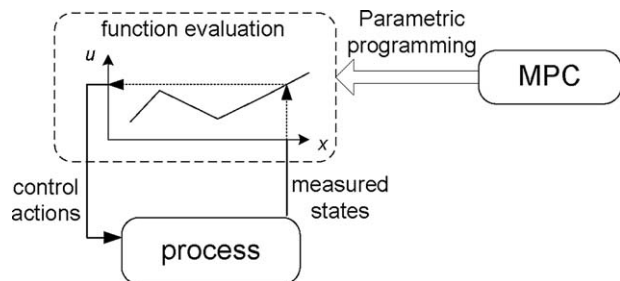 function evaluation
u
x
Parametric
programming
MPC
control
actions
measured
states
process